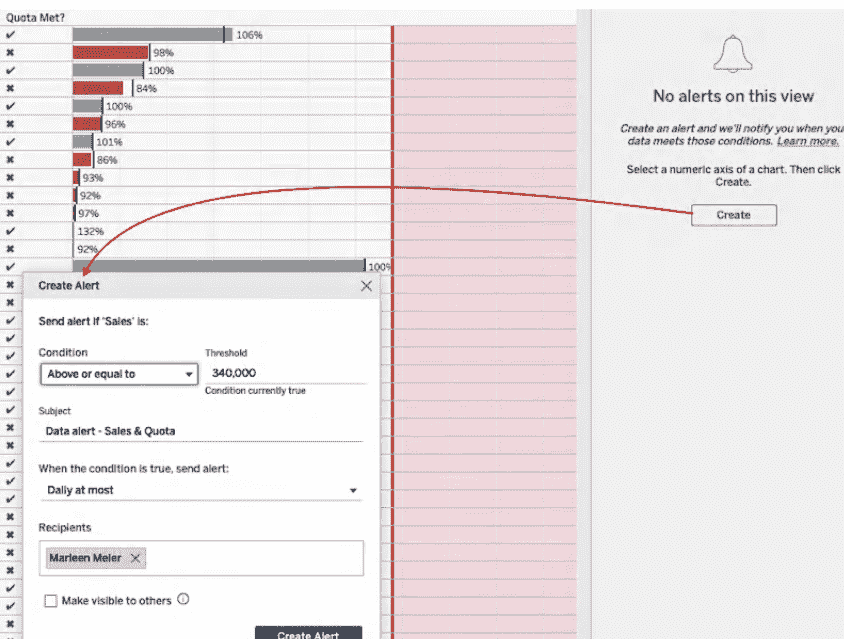 Quota Met?
✔ 106%
✖ 98%
✔ 100%
✖ 84%
✔ 100%
✖ 96%
✔ 101%
✖ 86%
✖ 93%
✖ 92%
✖ 97%
✔ 132%
✖ 92%
✔ 100%
No alerts on this view
Create an alert and we'll notify you when you
data meets those conditions. Learn more.
Select a numeric axis of a chart. Then click
Create.
Create
Create Alert
Send alert if 'Sales' is:
Condition
Threshold
Above or equal to
340,000
Condition currently true
Subject
Data alert - Sales & Quota
When the condition is true, send alert:
Daily at most
Recipients
Marleen Meier
Make visible to others
Create Alert